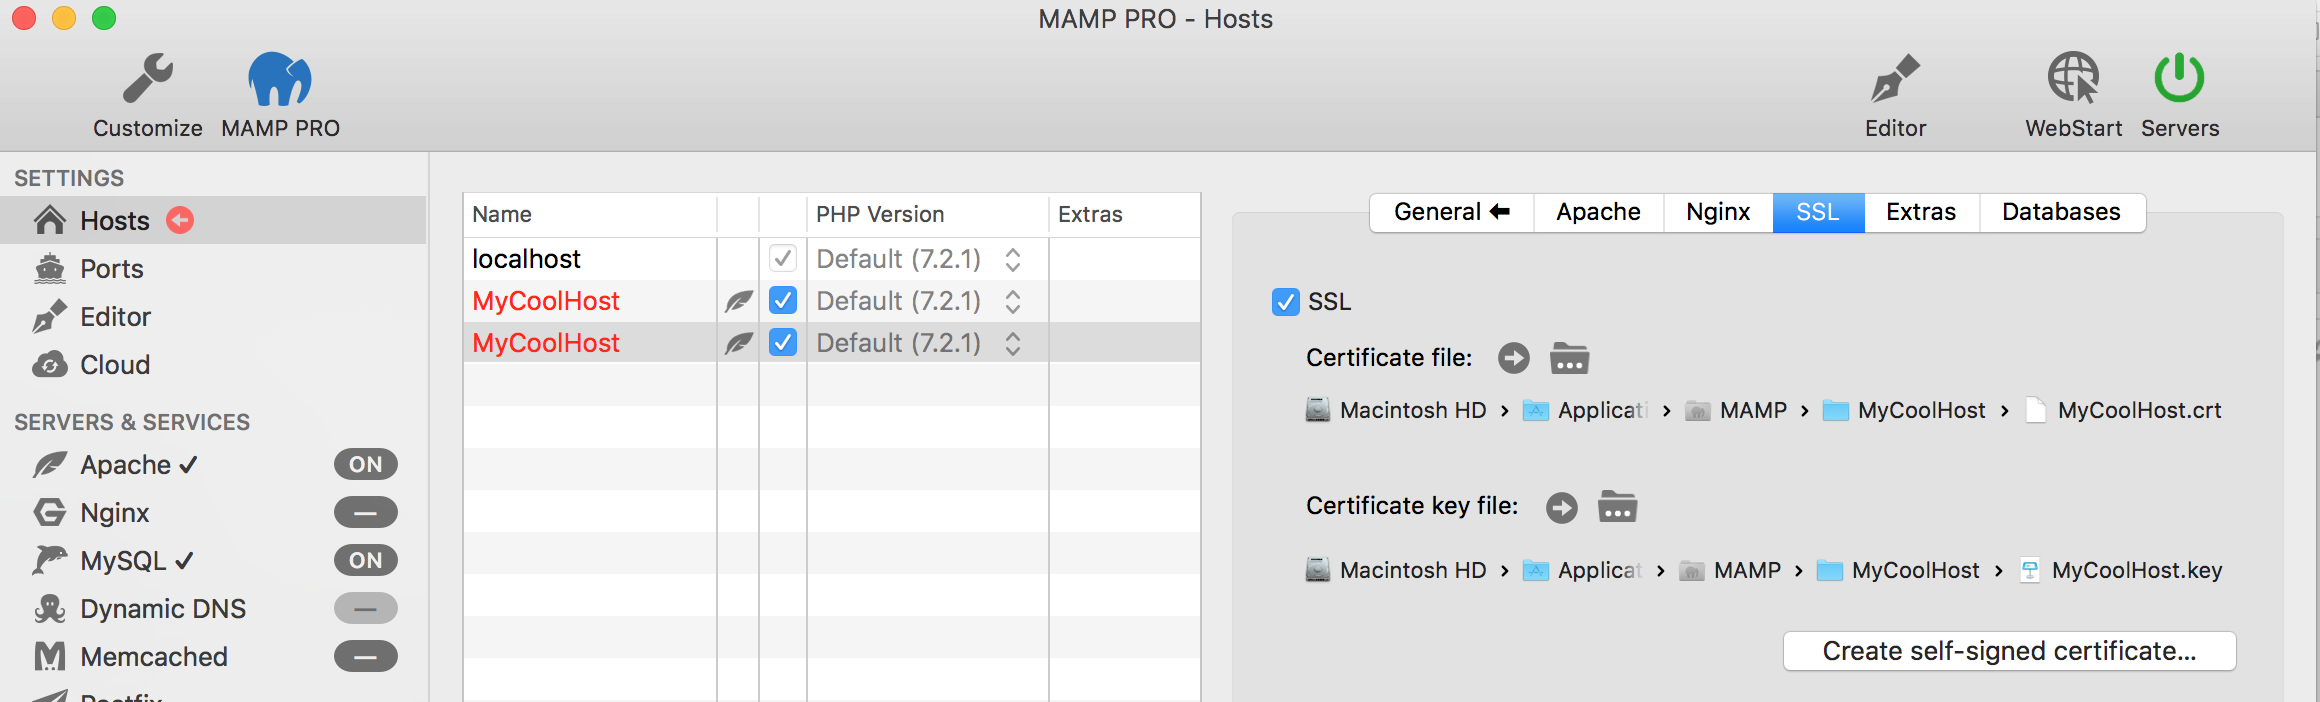 MAMP PRO - Hosts
Customize MAMP PRO Editor WebStart Servers
SETTINGS
Hosts
Ports
Editor
Cloud
SERVERS & SERVICES
Apache ✓ ON
Nginx —
MySQL ✓ ON
Dynamic DNS —
Memcached —
Postfix
Name PHP Version Extras
localhost Default (7.2.1)
MyCoolHost Default (7.2.1)
MyCoolHost Default (7.2.1)
General Apache Nginx SSL Extras Databases
SSL
Certificate file:
Macintosh HD › Applicati › MAMP › MyCoolHost › MyCoolHost.crt
Certificate key file:
Macintosh HD › Applicat › MAMP › MyCoolHost › MyCoolHost.key
Create self-signed certificate...